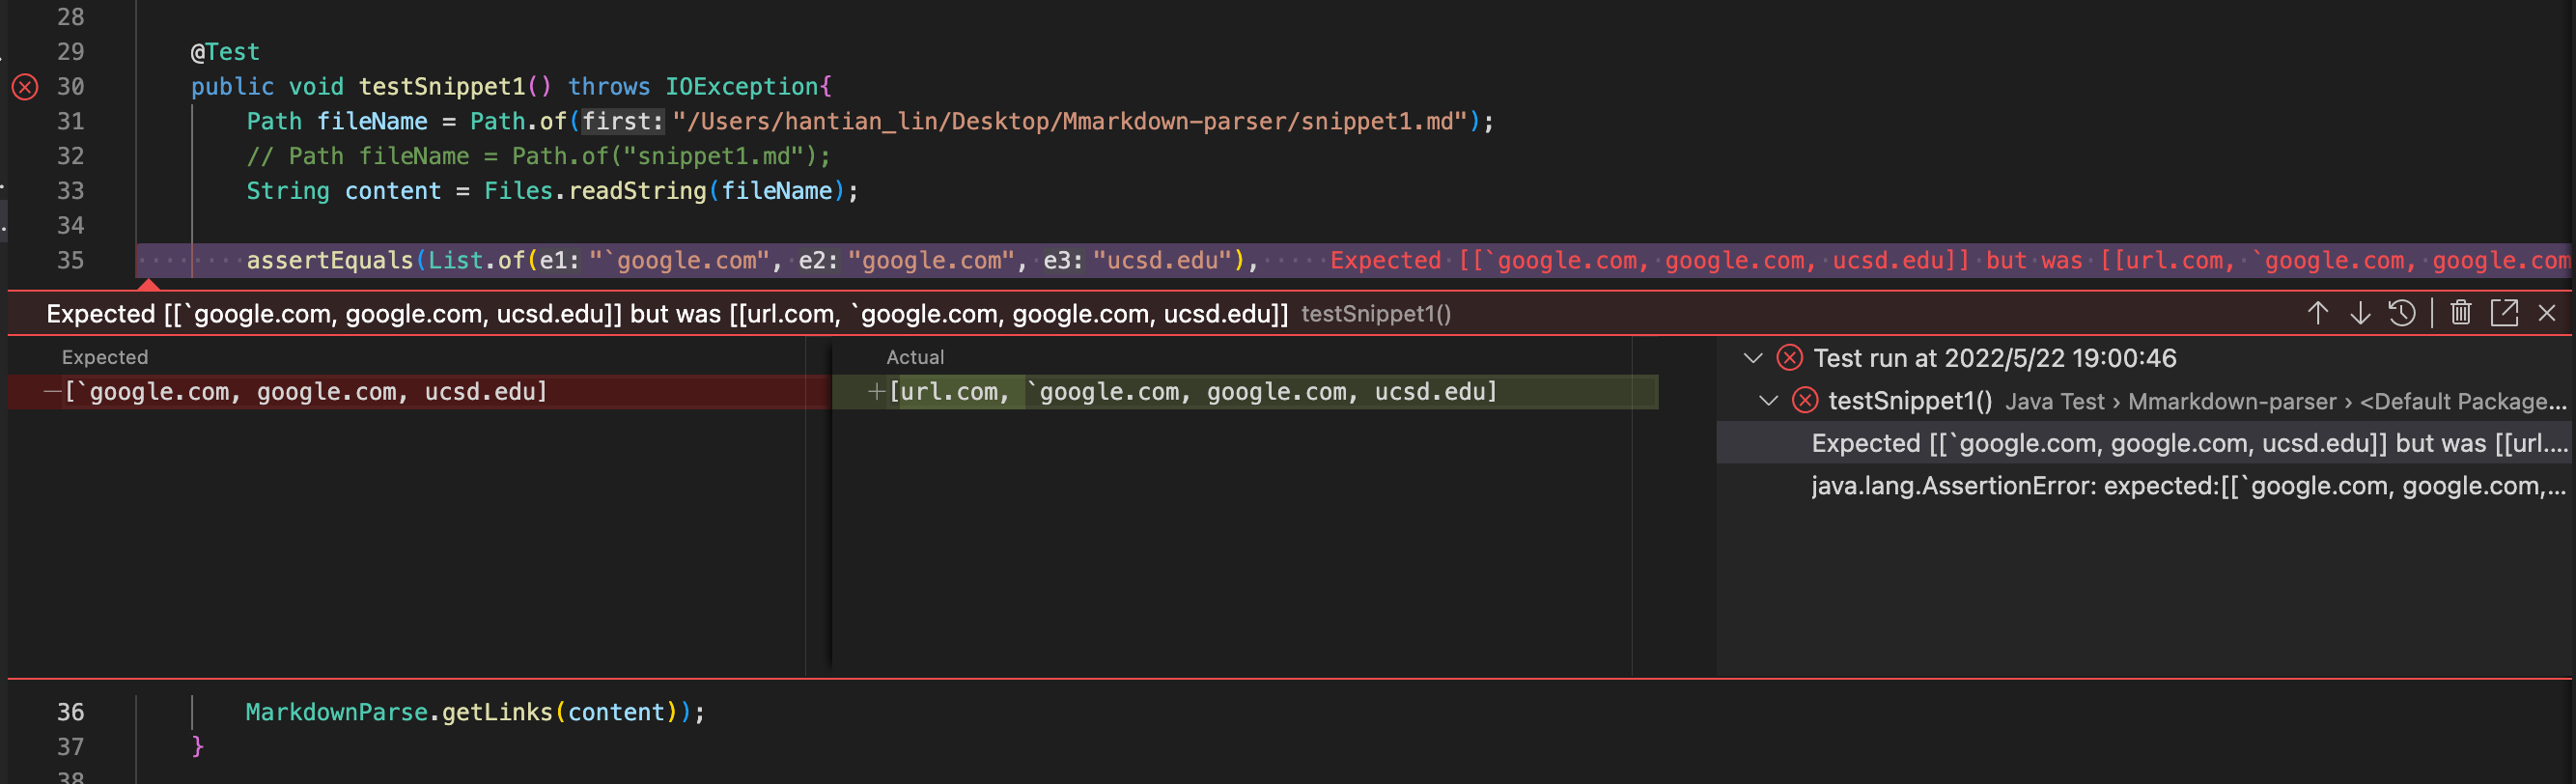 28
29 @Test
30 public void testSnippet1() throws IOException{
31 Path fileName = Path.of(first: "/Users/hantian_lin/Desktop/Mmarkdown-parser/snippet1.md");
32 // Path fileName = Path.of("snippet1.md");
33 String content = Files.readString(fileName);
34
35 assertEquals(List.of(e1: "`google.com", e2: "google.com", e3: "ucsd.edu"), Expected [[`google.com, google.com, ucsd.edu]] but was [[url.com, `google.com, google.com
Expected [[`google.com, google.com, ucsd.edu]] but was [[url.com, `google.com, google.com, ucsd.edu]] testSnippet1()
Expected
−[`google.com, google.com, ucsd.edu]
Actual
+[url.com, `google.com, google.com, ucsd.edu]
Test run at 2022/5/22 19:00:46
testSnippet1() Java Test › Mmarkdown-parser › <Default Package...
Expected [[`google.com, google.com, ucsd.edu]] but was [[url....
java.lang.AssertionError: expected:[[`google.com, google.com,...
36 MarkdownParse.getLinks(content));
37 }
38